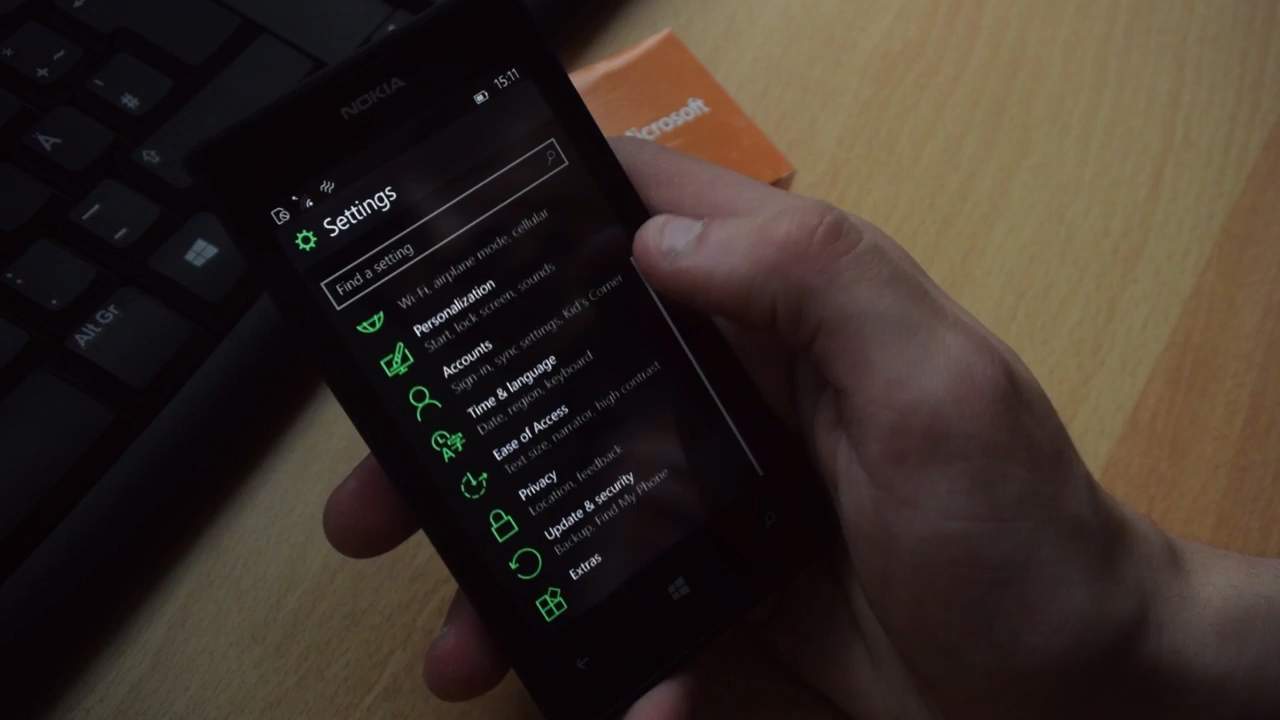 NOKIA
15:11
Settings
Find a setting
Wi-Fi, airplane mode, cellular
Personalization
Start, lock screen, sounds
Accounts
Sign-in, sync settings, Kid's Corner
Time & language
Date, region, keyboard
Ease of Access
Text size, narrator, high contrast
Privacy
Location, feedback
Update & security
Backup, Find My Phone
Extras
icrosoft
* + ~
' #
Ä
_ -
: .
Alt Gr